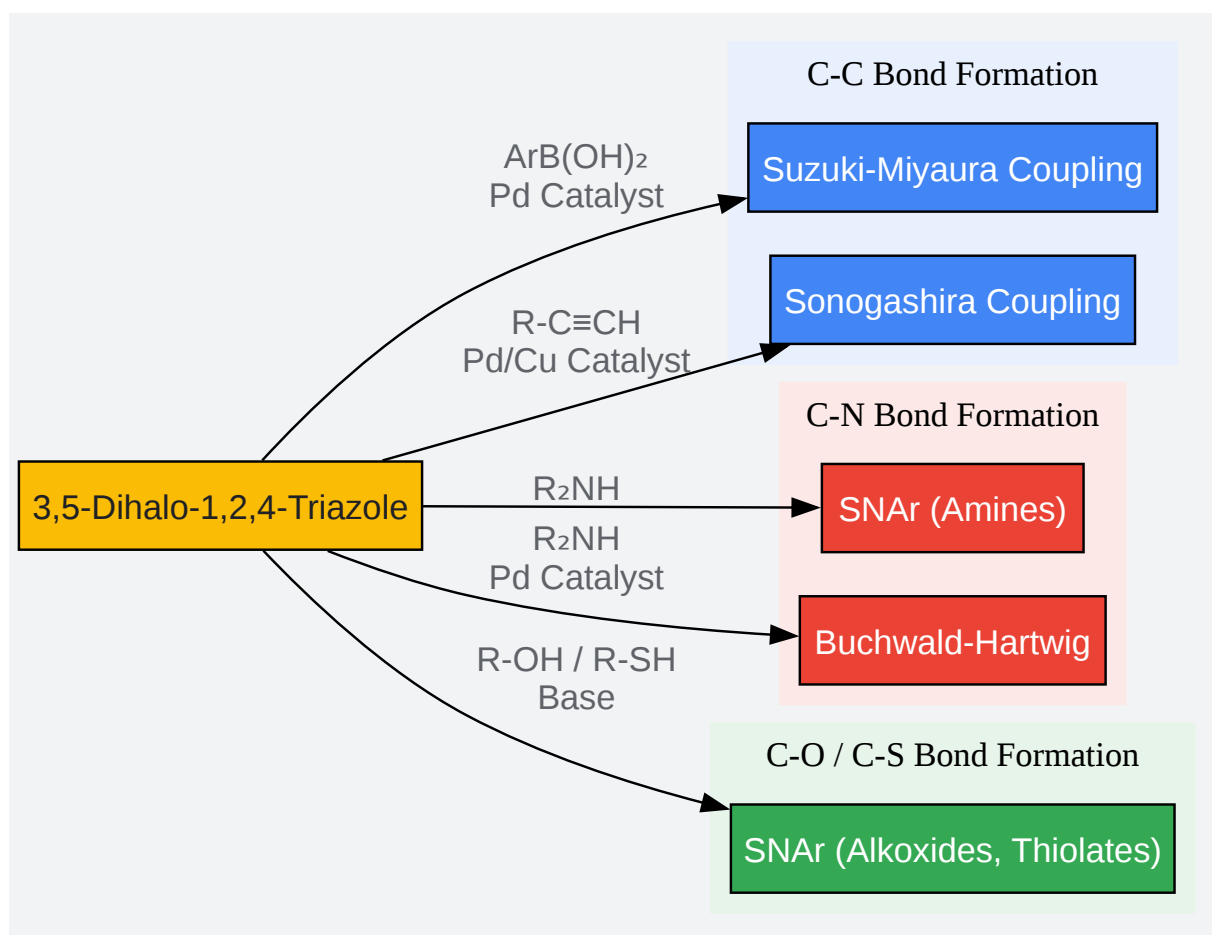 C-C Bond Formation
ArB(OH)₂
Pd Catalyst
Suzuki-Miyaura Coupling
R-C≡CH
Pd/Cu Catalyst
Sonogashira Coupling
3,5-Dihalo-1,2,4-Triazole
C-N Bond Formation
R₂NH
SNAr (Amines)
R₂NH
Pd Catalyst
Buchwald-Hartwig
R-OH / R-SH
Base
C-O / C-S Bond Formation
SNAr (Alkoxides, Thiolates)